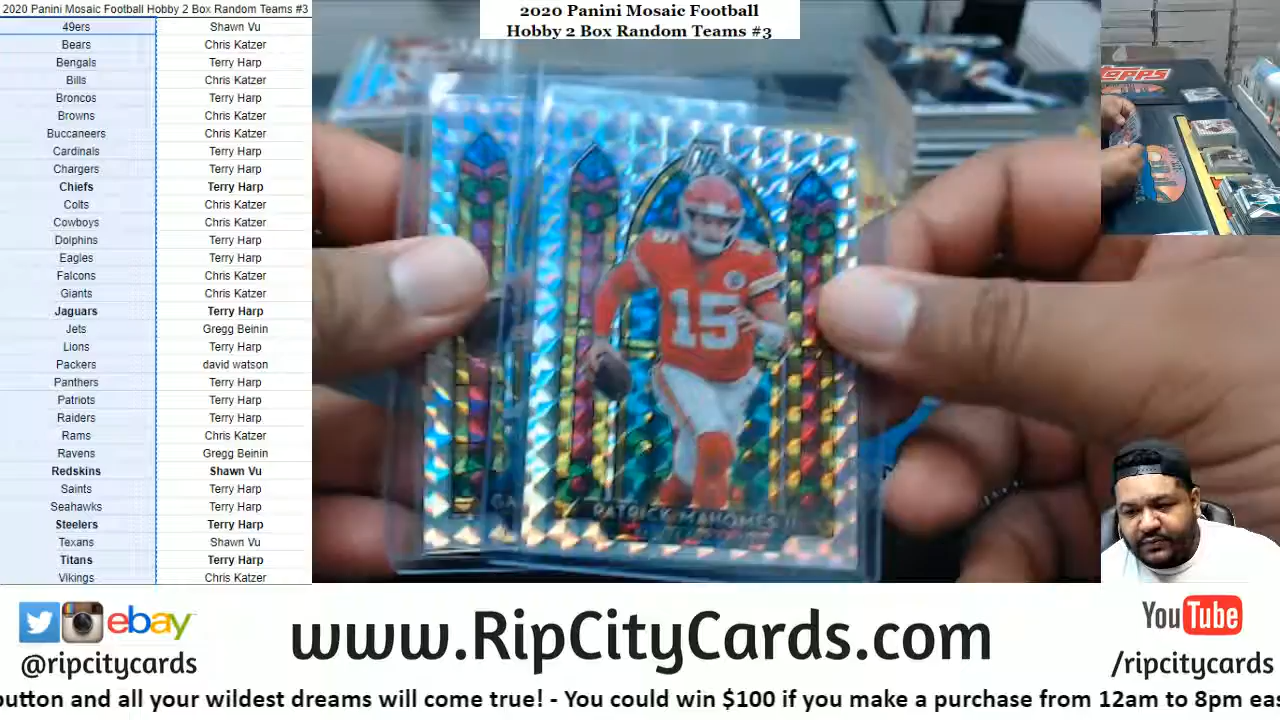 2020 Panini Mosaic Football Hobby 2 Box Random Teams #3
49ers Shawn Vu
Bears Chris Katzer
Bengals Terry Harp
Bills Chris Katzer
Broncos Terry Harp
Browns Chris Katzer
Buccaneers Chris Katzer
Cardinals Terry Harp
Chargers Terry Harp
Chiefs Terry Harp
Colts Chris Katzer
Cowboys Chris Katzer
Dolphins Terry Harp
Eagles Terry Harp
Falcons Chris Katzer
Giants Chris Katzer
Jaguars Terry Harp
Jets Gregg Beinin
Lions Terry Harp
Packers david watson
Panthers Terry Harp
Patriots Terry Harp
Raiders Terry Harp
Rams Chris Katzer
Ravens Gregg Beinin
Redskins Shawn Vu
Saints Terry Harp
Seahawks Terry Harp
Steelers Terry Harp
Texans Shawn Vu
Titans Terry Harp
Vikings Chris Katzer
2020 Panini Mosaic Football
Hobby 2 Box Random Teams #3
15
PATRICK MAHOMES II
TOPPS
ebay
@ripcitycards
www.RipCityCards.com
YouTube
/ripcitycards
button and all your wildest dreams will come true! - You could win $100 if you make a purchase from 12am to 8pm eas